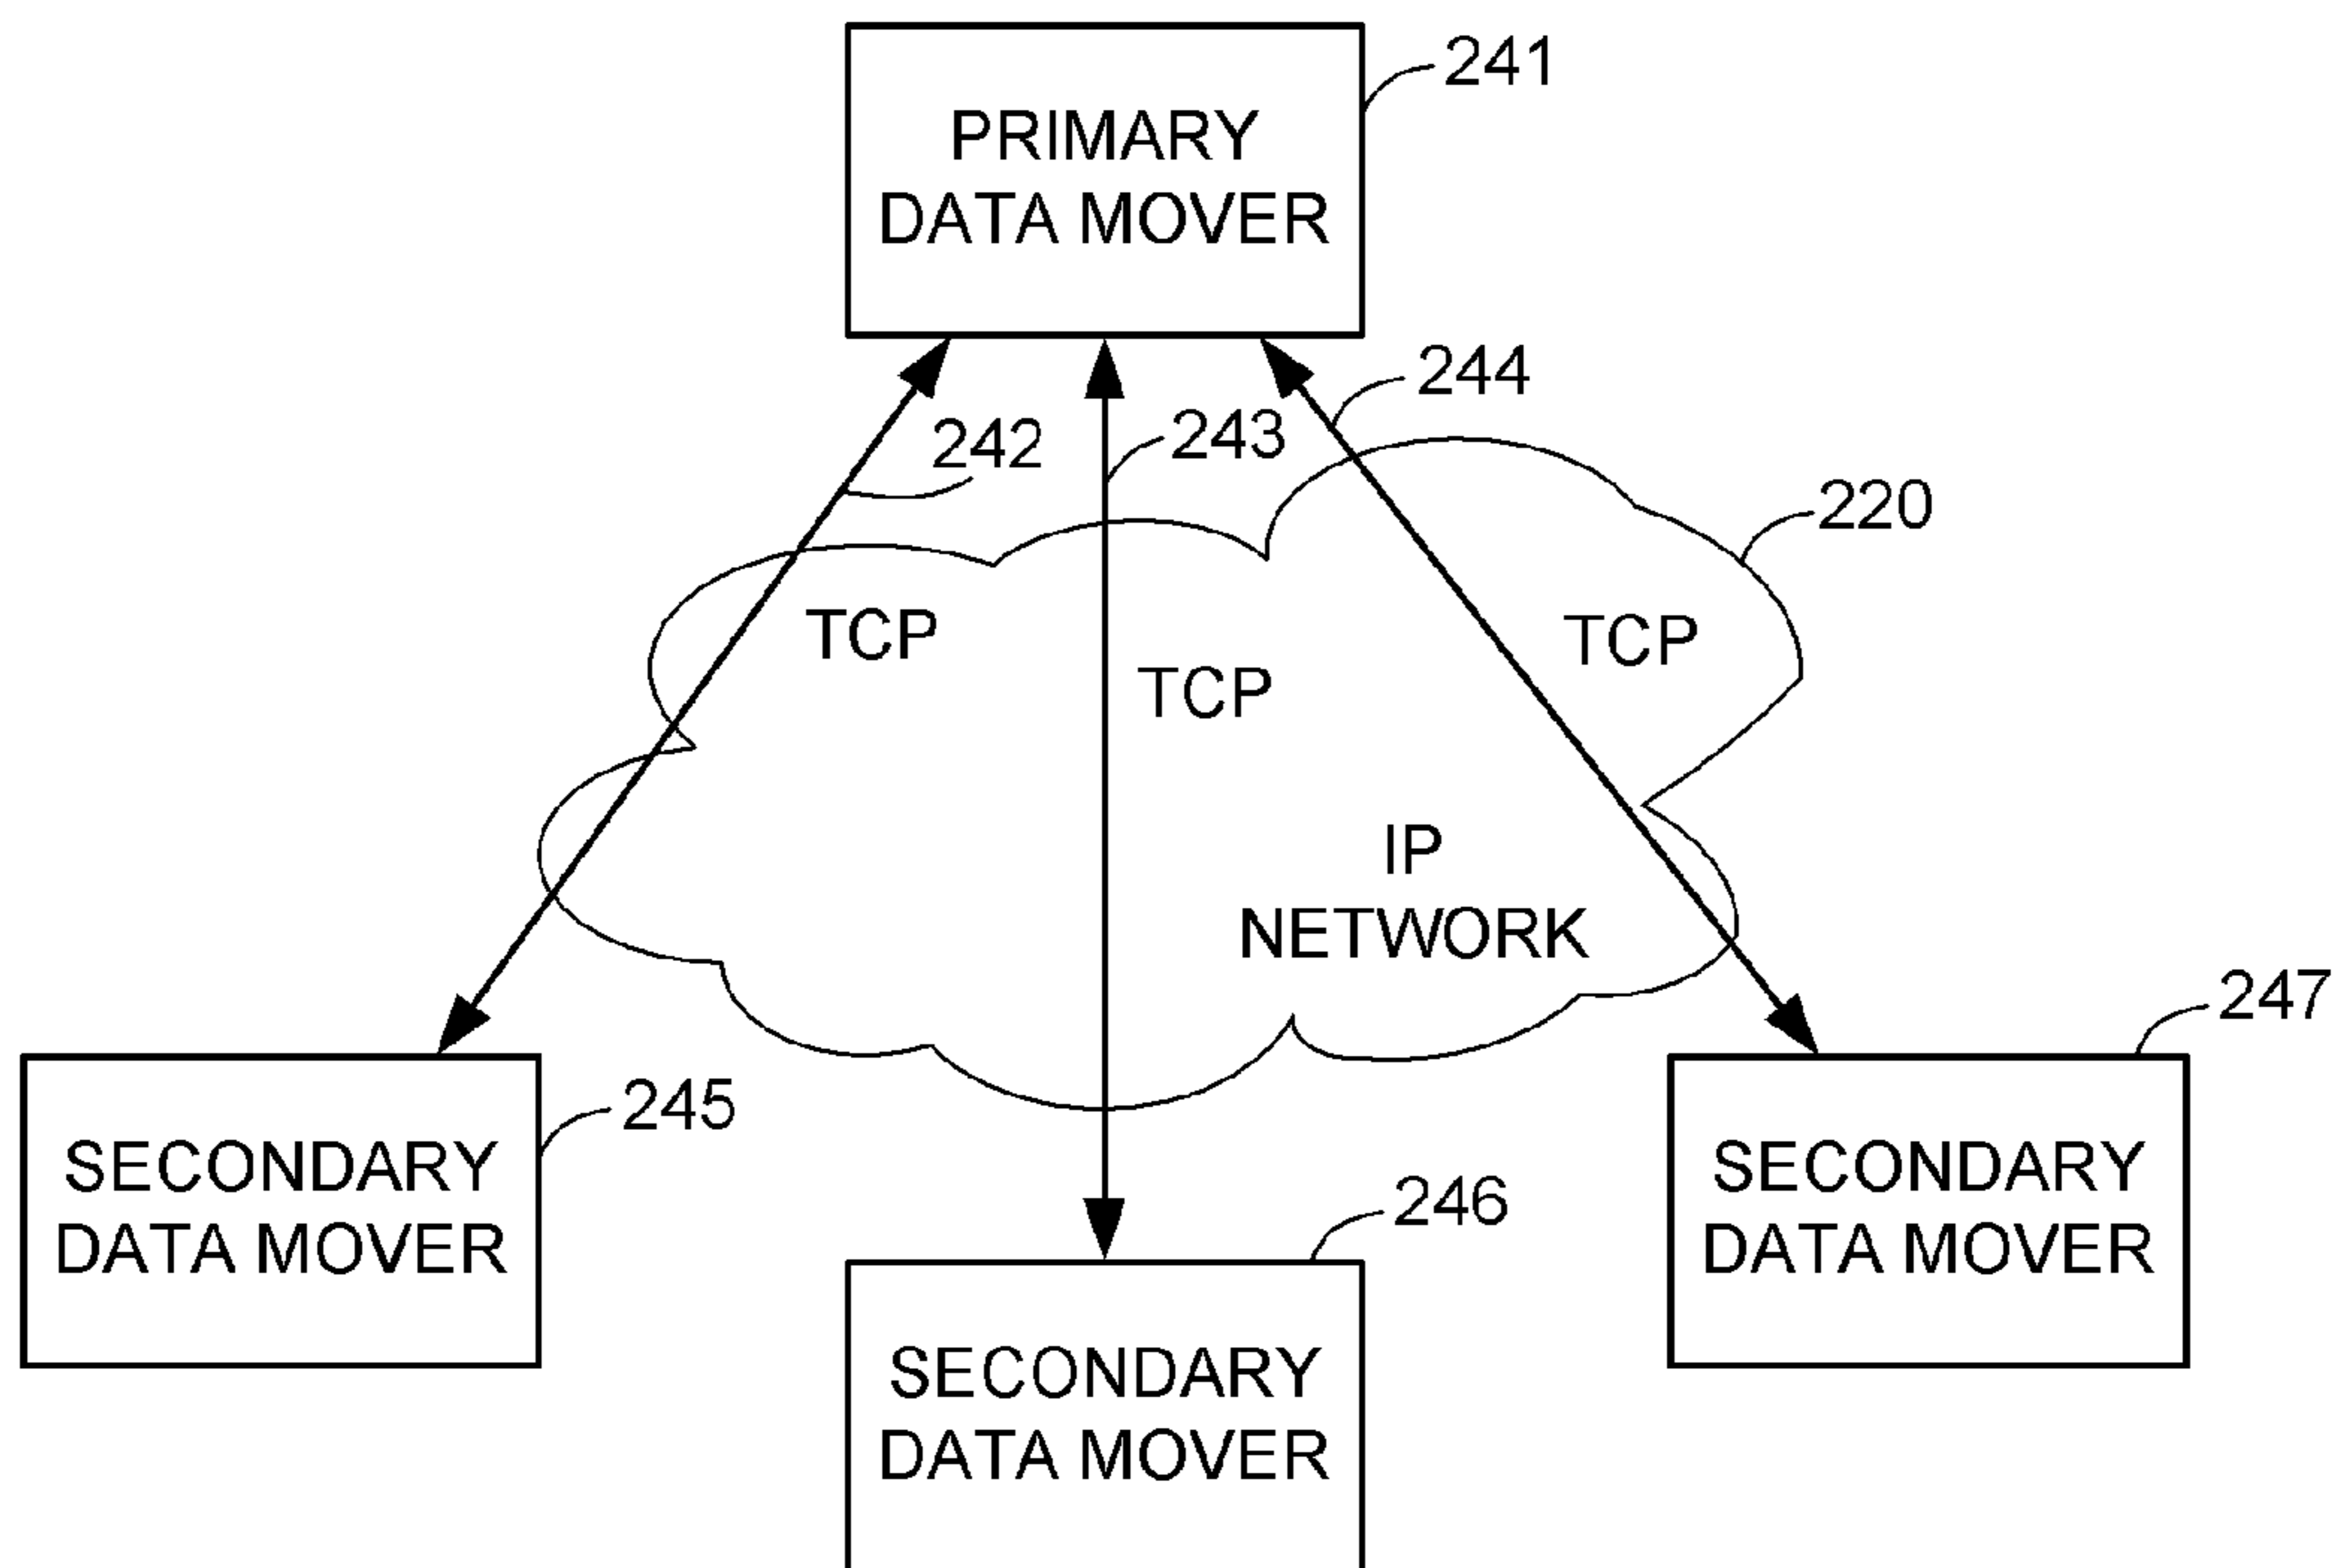 241
PRIMARY
DATA MOVER
244
242
243
220
TCP
TCP
TCP
IP
NETWORK
247
245
SECONDARY
DATA MOVER
246
SECONDARY
DATA MOVER
SECONDARY
DATA MOVER